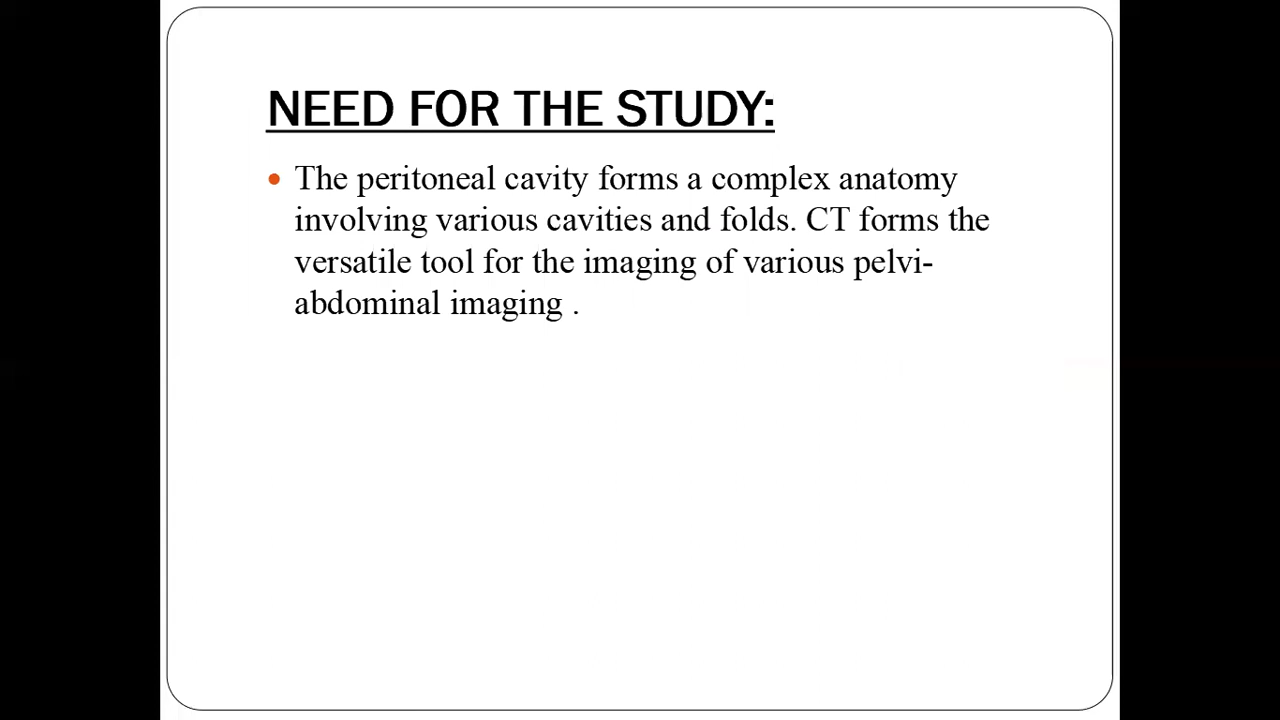 NEED FOR THE STUDY:
• The peritoneal cavity forms a complex anatomy
involving various cavities and folds. CT forms the
versatile tool for the imaging of various pelvi-
abdominal imaging .